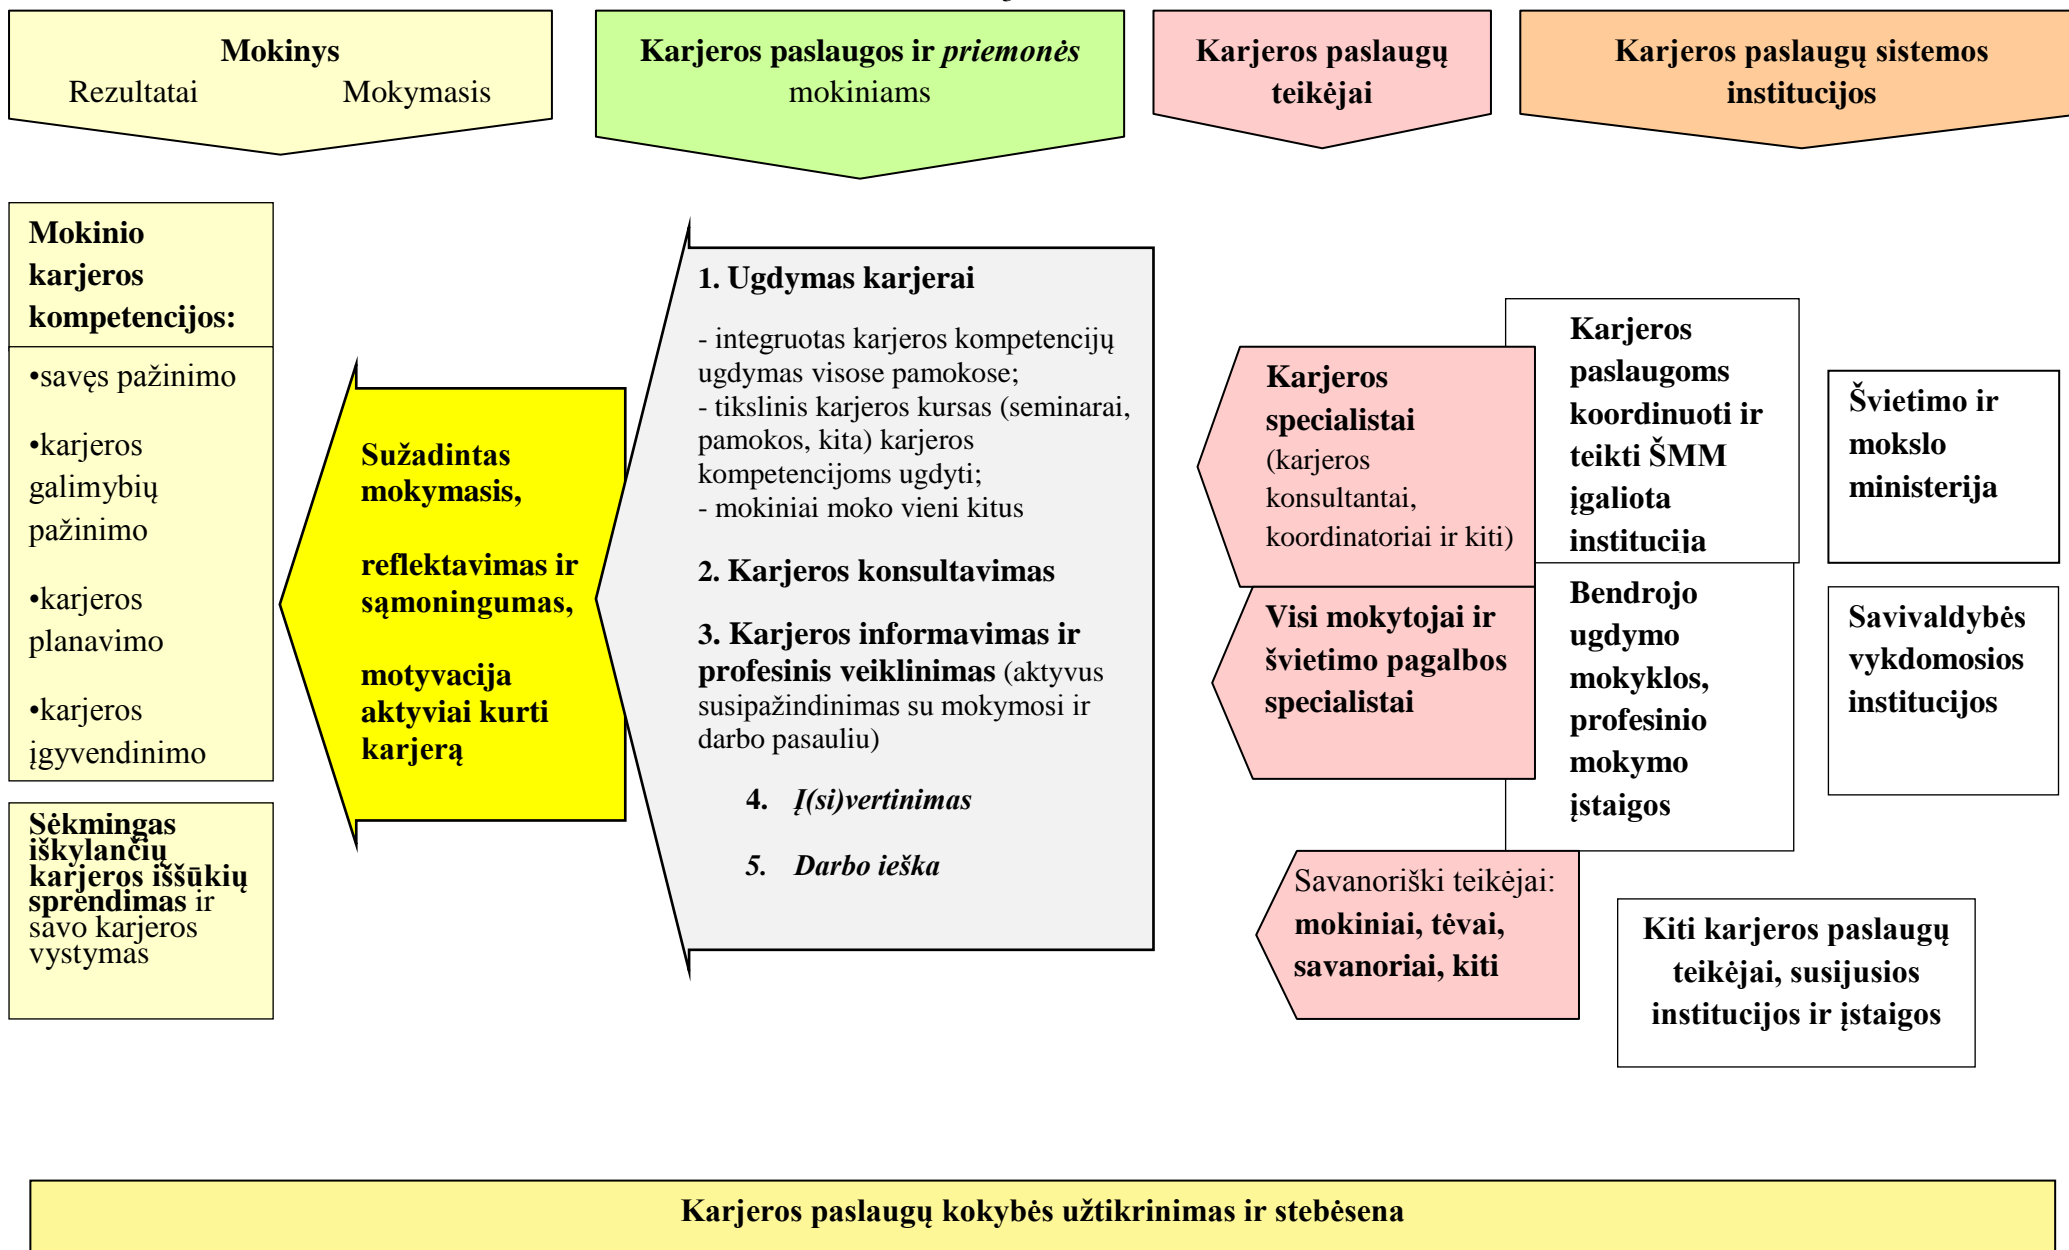 Mokinys
Rezultatai Mokymasis
Karjeros paslaugos ir priemonės
mokiniams
Karjeros paslaugų
teikėjai
Karjeros paslaugų sistemos
institucijos
Mokinio
karjeros
kompetencijos:
•savęs pažinimo
•karjeros
galimybių
pažinimo
•karjeros
planavimo
•karjeros
įgyvendinimo
Sėkmingas
iškylančių
karjeros iššūkių
sprendimas ir
savo karjeros
vystymas
Sužadintas
mokymasis,
reflektavimas ir
sąmoningumas,
motyvacija
aktyviai kurti
karjerą
1. Ugdymas karjerai
- integruotas karjeros kompetencijų
ugdymas visose pamokose;
- tikslinis karjeros kursas (seminarai,
pamokos, kita) karjeros
kompetencijoms ugdyti;
- mokiniai moko vieni kitus
2. Karjeros konsultavimas
3. Karjeros informavimas ir
profesinis veiklinimas (aktyvus
susipažindinimas su mokymosi ir
darbo pasauliu)
4. Į(si)vertinimas
5. Darbo ieška
Karjeros
specialistai
(karjeros
konsultantai,
koordinatoriai ir kiti)
Visi mokytojai ir
švietimo pagalbos
specialistai
Savanoriški teikėjai:
mokiniai, tėvai,
savanoriai, kiti
Karjeros
paslaugoms
koordinuoti ir
teikti ŠMM
įgaliota
institucija
Bendrojo
ugdymo
mokyklos,
profesinio
mokymo
įstaigos
Švietimo ir
mokslo
ministerija
Savivaldybės
vykdomosios
institucijos
Kiti karjeros paslaugų
teikėjai, susijusios
institucijos ir įstaigos
Karjeros paslaugų kokybės užtikrinimas ir stebėsena